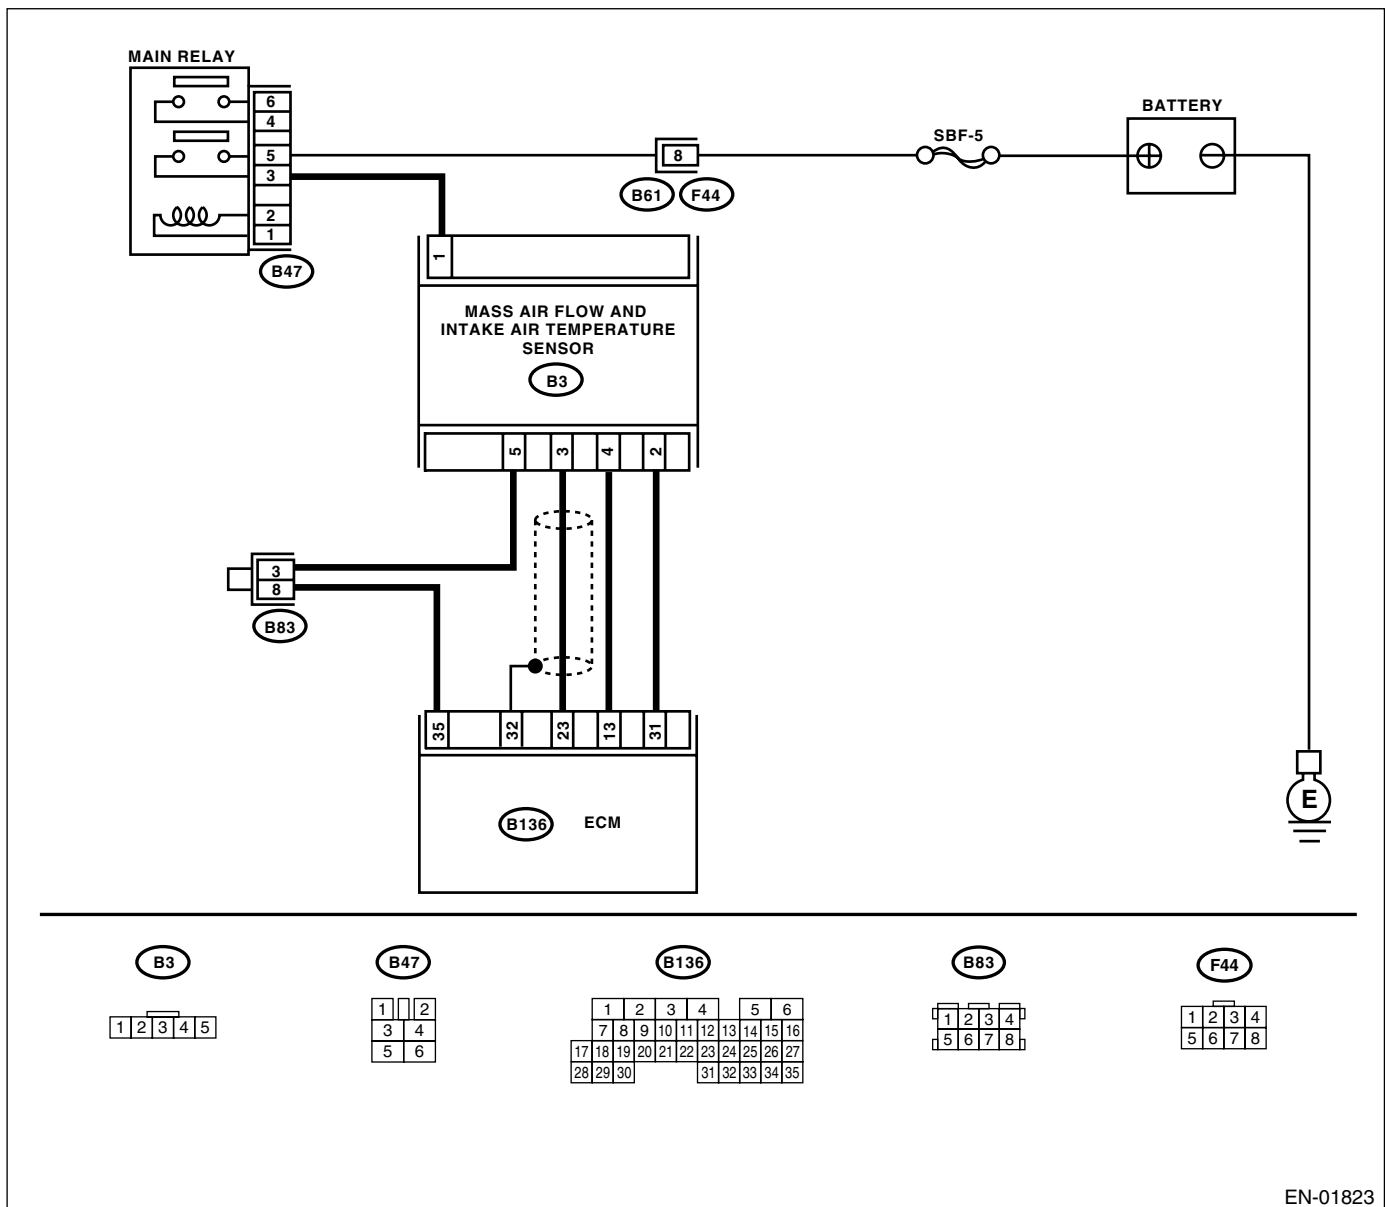 MAIN RELAY
6
4
5
3
2
1
B47
8
B61 F44
SBF-5
BATTERY
1
MASS AIR FLOW AND
INTAKE AIR TEMPERATURE
SENSOR
B3
5 3 4 2
3
8
B83
35 32 23 13 31
B136 ECM
E
B3
1 2 3 4 5
B47
1 2
3 4
5 6
B136
1 2 3 4 5 6
7 8 9 10 11 12 13 14 15 16
17 18 19 20 21 22 23 24 25 26 27
28 29 30 31 32 33 34 35
B83
1 2 3 4
5 6 7 8
F44
1 2 3 4
5 6 7 8
EN-01823